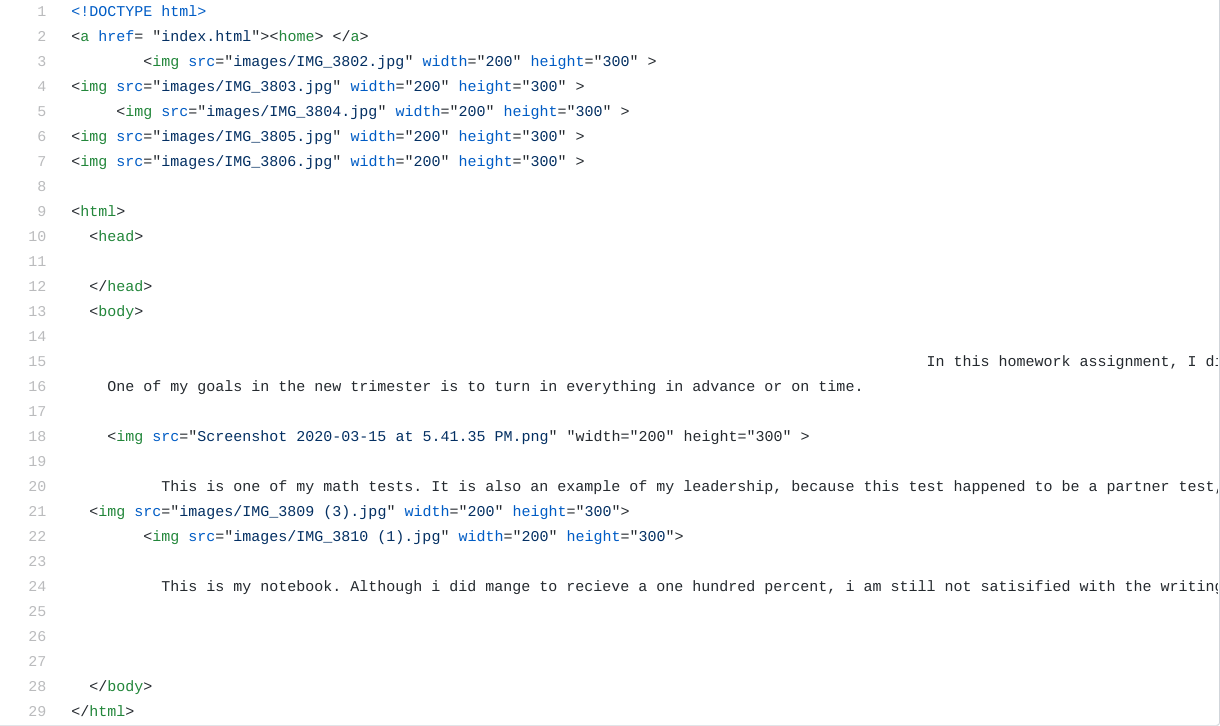 1 <!DOCTYPE html>
2 <a href= "index.html"><home> </a>
3 <img src="images/IMG_3802.jpg" width="200" height="300" >
4 <img src="images/IMG_3803.jpg" width="200" height="300" >
5 <img src="images/IMG_3804.jpg" width="200" height="300" >
6 <img src="images/IMG_3805.jpg" width="200" height="300" >
7 <img src="images/IMG_3806.jpg" width="200" height="300" >
8
9 <html>
10 <head>
11
12 </head>
13 <body>
14
15 In this homework assignment, I
16 One of my goals in the new trimester is to turn in everything in advance or on time.
17
18 <img src="Screenshot 2020-03-15 at 5.41.35 PM.png" "width="200" height="300" >
19
20 This is one of my math tests. It is also an example of my leadership, because this test happened to be a partner test,
21 <img src="images/IMG_3809 (3).jpg" width="200" height="300">
22 <img src="images/IMG_3810 (1).jpg" width="200" height="300">
23
24 This is my notebook. Although i did mange to recieve a one hundred percent, i am still not satisified with the writing
25
26
27
28 </body>
29 </html>